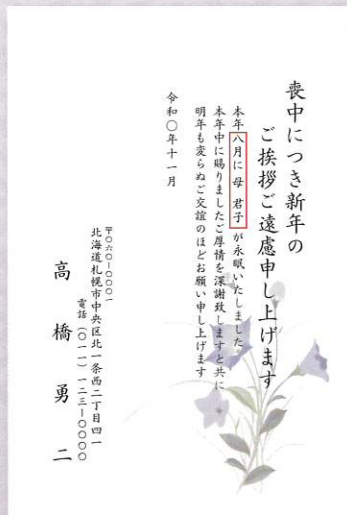 喪中につき新年の
ご挨拶ご遠慮申し上げます
本年八月に 母 君子 が永眠いたしました
本年中に賜りましたご厚情を深謝致しますと共に
明年も変らぬご交誼のほどお願い申し上げます
令和〇年十一月
〒〇六〇-〇〇〇一
北海道札幌市中央区北一条西二丁目四一
電話(〇一一)一二三-〇〇〇〇
高橋勇二